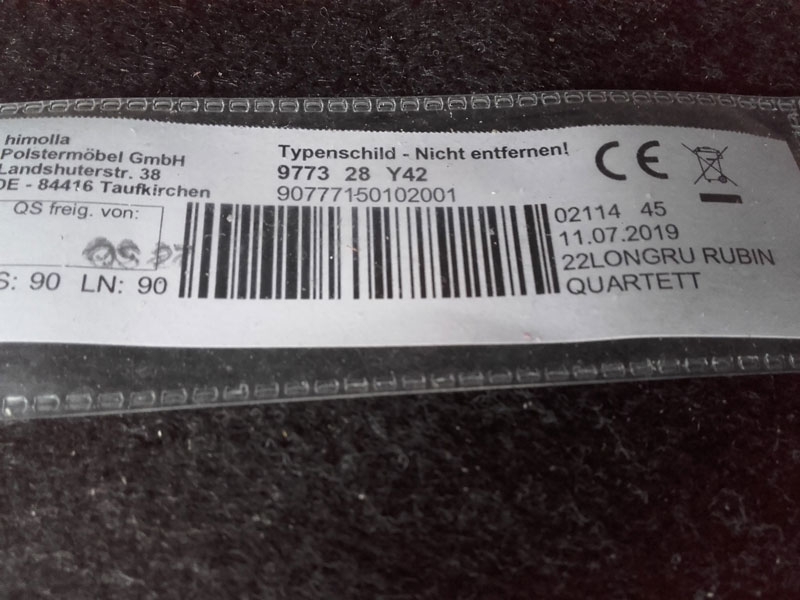 himolla
Polstermöbel GmbH
Landshuterstr. 38
DE - 84416 Taufkirchen
QS freig. von:
S: 90 LN: 90
Typenschild - Nicht entfernen!
9773 28 Y42
90777150102001
CE
02114 45
11.07.2019
22LONGRU RUBIN
QUARTETT